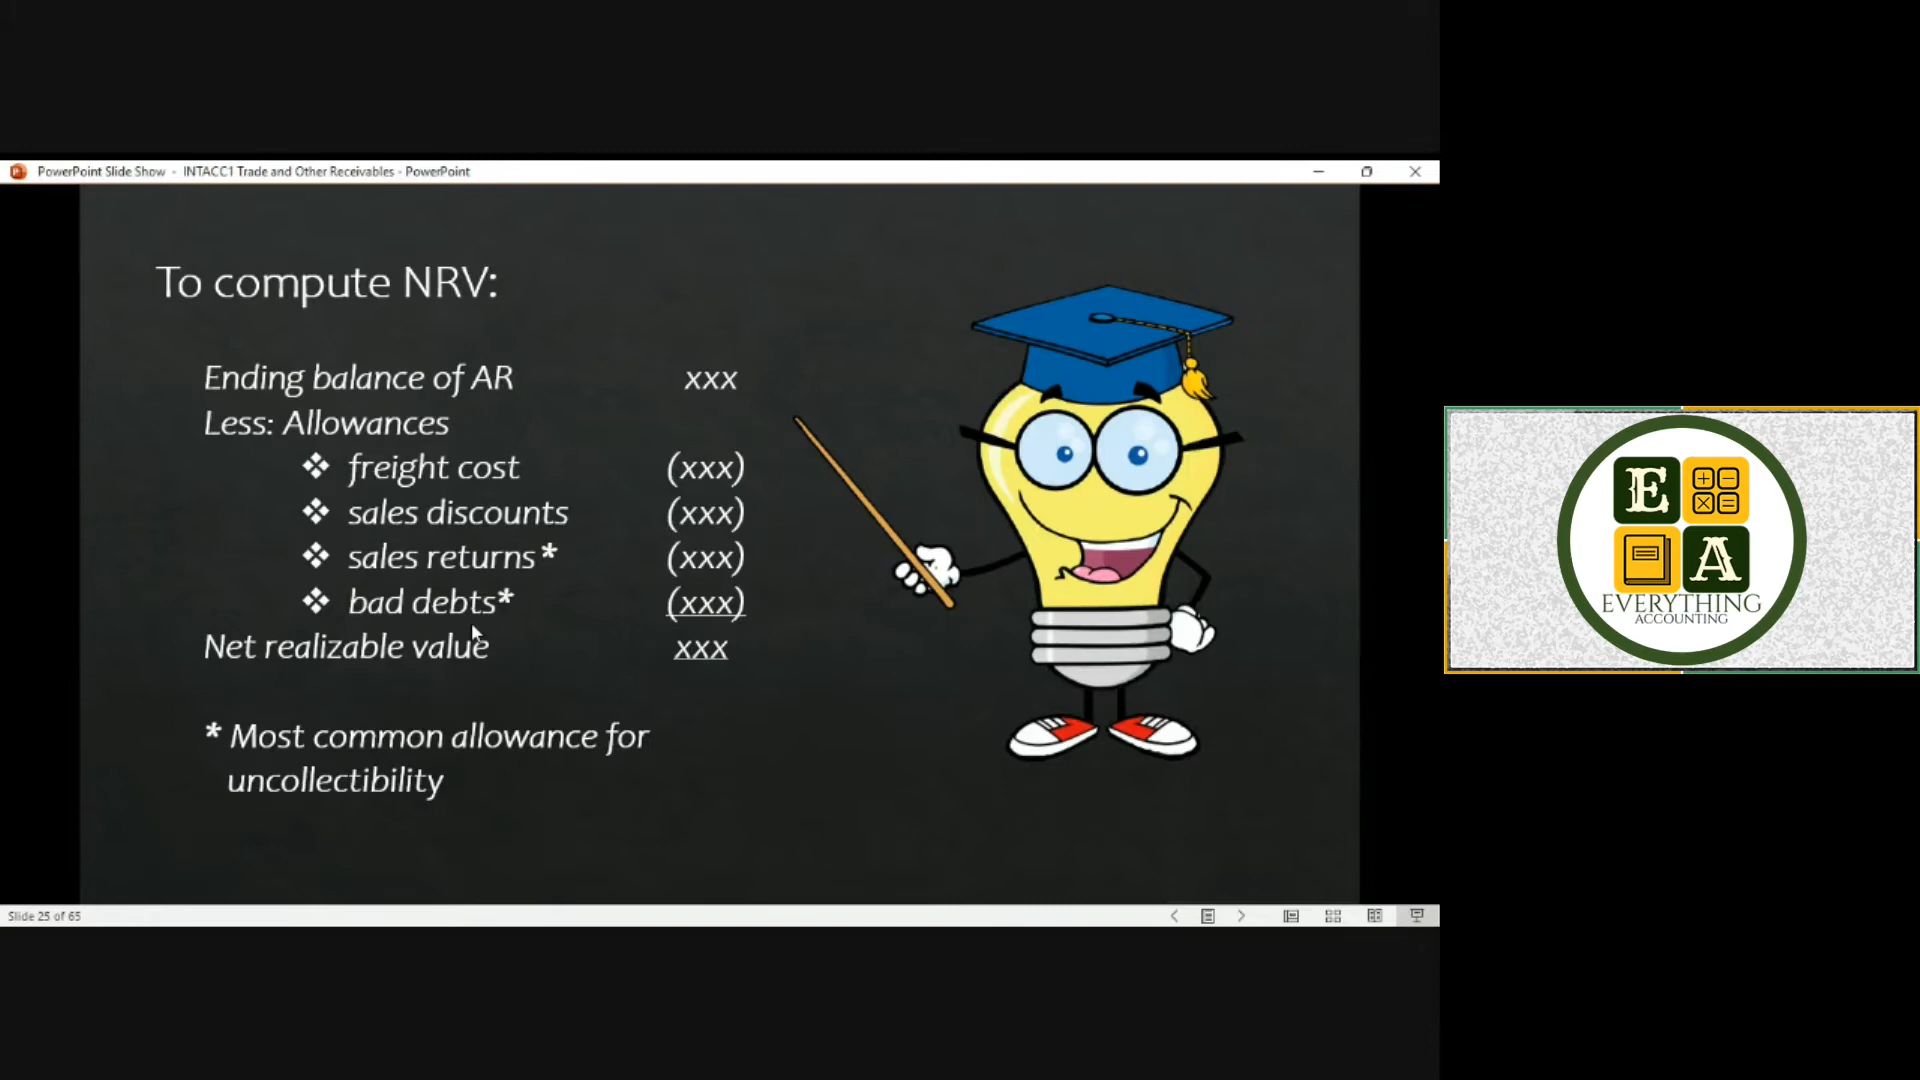 PowerPoint Slide Show - INTACC1 Trade and Other Receivables - PowerPoint
To compute NRV:
Ending balance of AR xxx
Less: Allowances
❖ freight cost (xxx)
❖ sales discounts (xxx)
❖ sales returns* (xxx)
❖ bad debts* (xxx)
Net realizable value xxx
* Most common allowance for
uncollectibility
Slide 25 of 65
E
A
EVERYTHING
ACCOUNTING